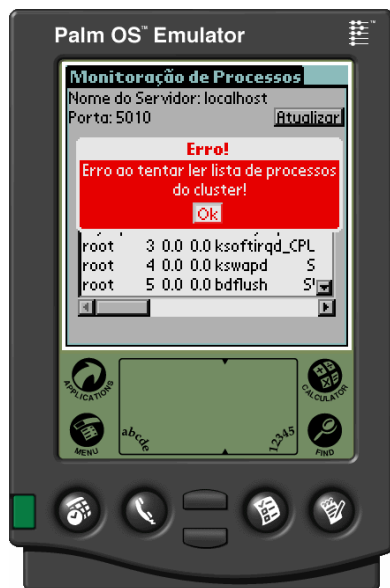 Palm OS™ Emulator
Monitoração de Processos
Nome do Servidor: localhost
Porta: 5010 Atualizar
Erro!
Erro ao tentar ler lista de processos
do cluster!
Ok
root 3 0.0 0.0 ksoftirqd_CPU
root 4 0.0 0.0 kswapd S
root 5 0.0 0.0 bdflush
APPLICATIONS
CALCULATOR
abcde
12345
MENU
FIND